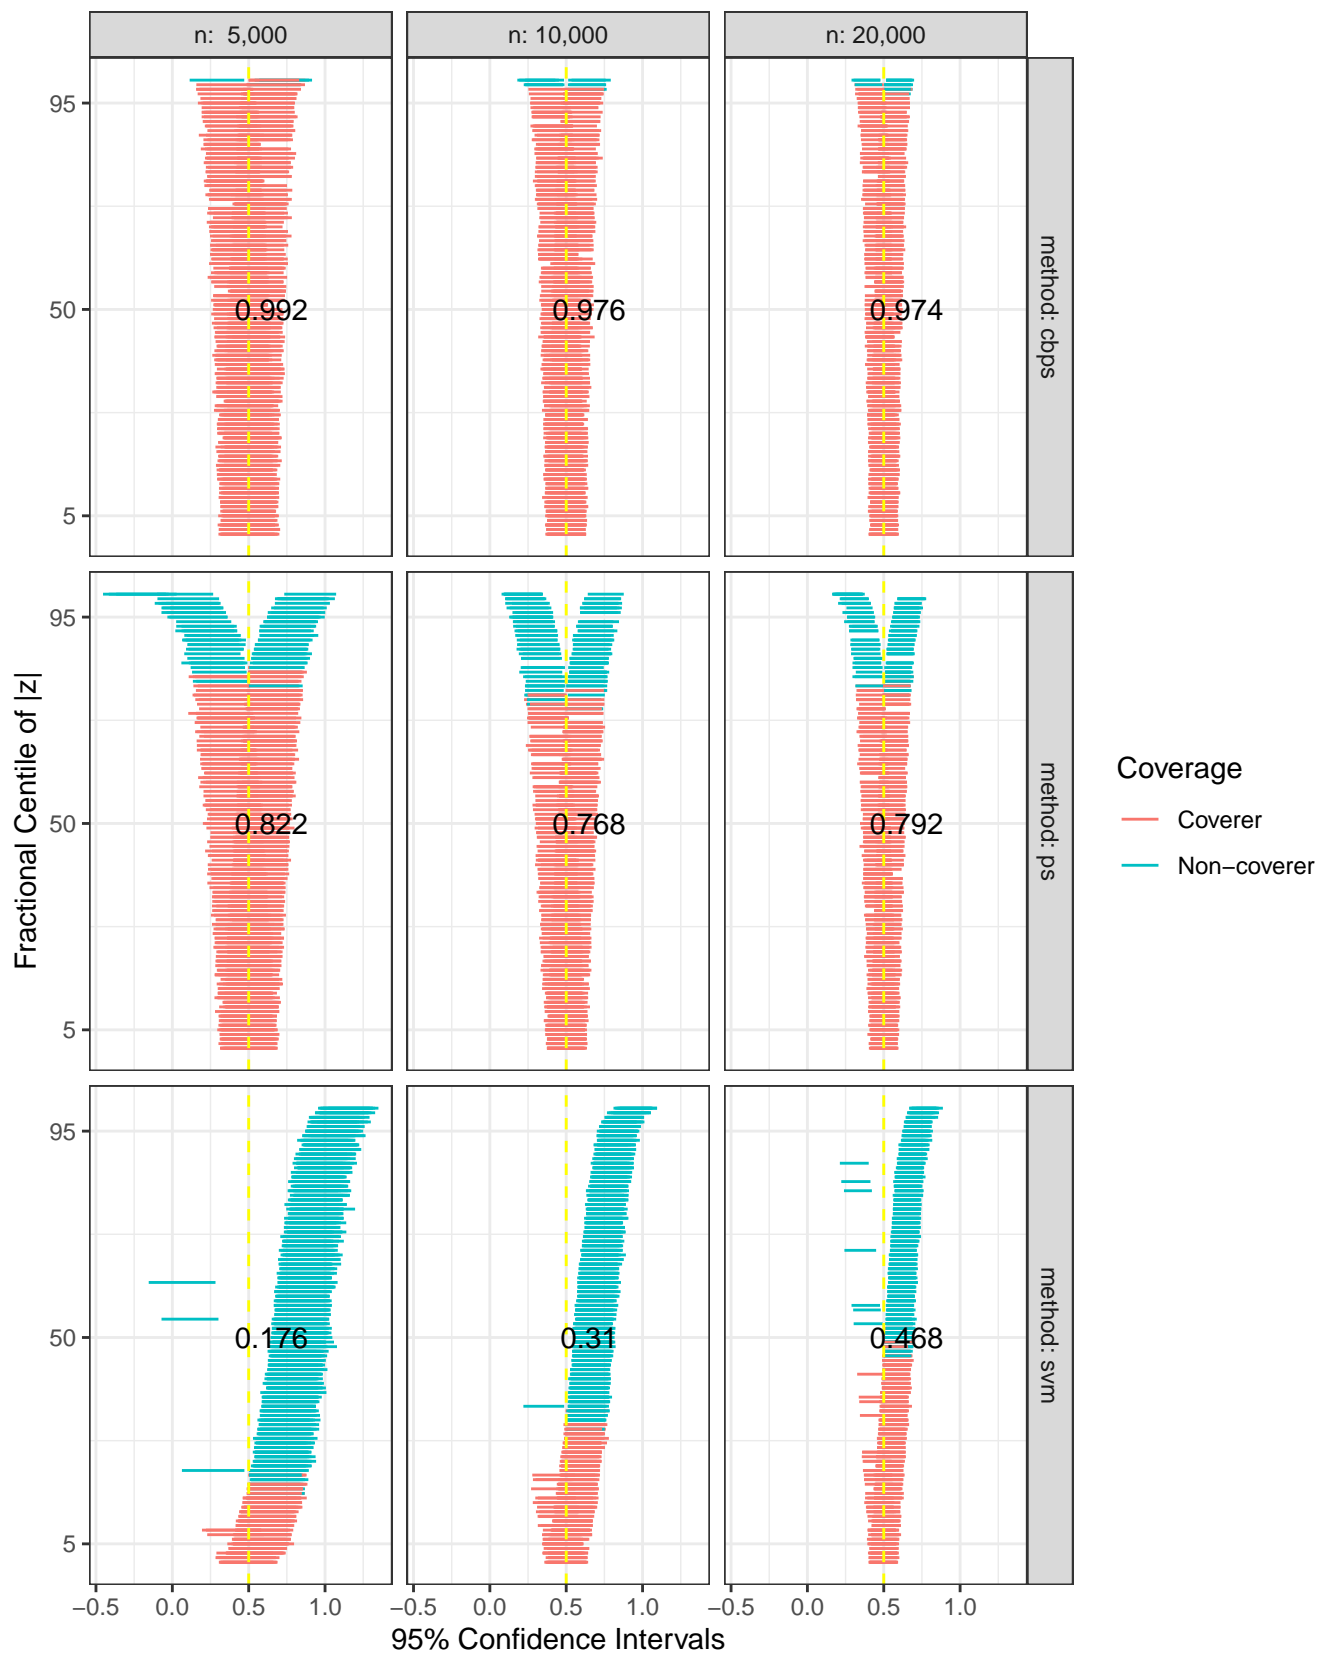 n:  5,000
n: 10,000
n: 20,000
95
50
5
0.992
0.976
0.974
method: cbps
95
50
5
0.822
0.768
0.792
method: ps
95
50
5
0.176
0.31
0.468
method: svm
Fractional Centile of |z|
−0.5 0.0 0.5 1.0
−0.5 0.0 0.5 1.0
−0.5 0.0 0.5 1.0
95% Confidence Intervals
Coverage
Coverer
Non−coverer